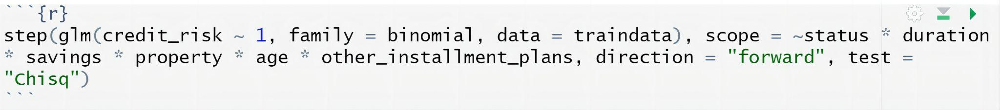 ```{r}
step(glm(credit_risk ~ 1, family = binomial, data = traindata), scope = ~status * duration
* savings * property * age * other_installment_plans, direction = "forward", test =
"Chisq")
```